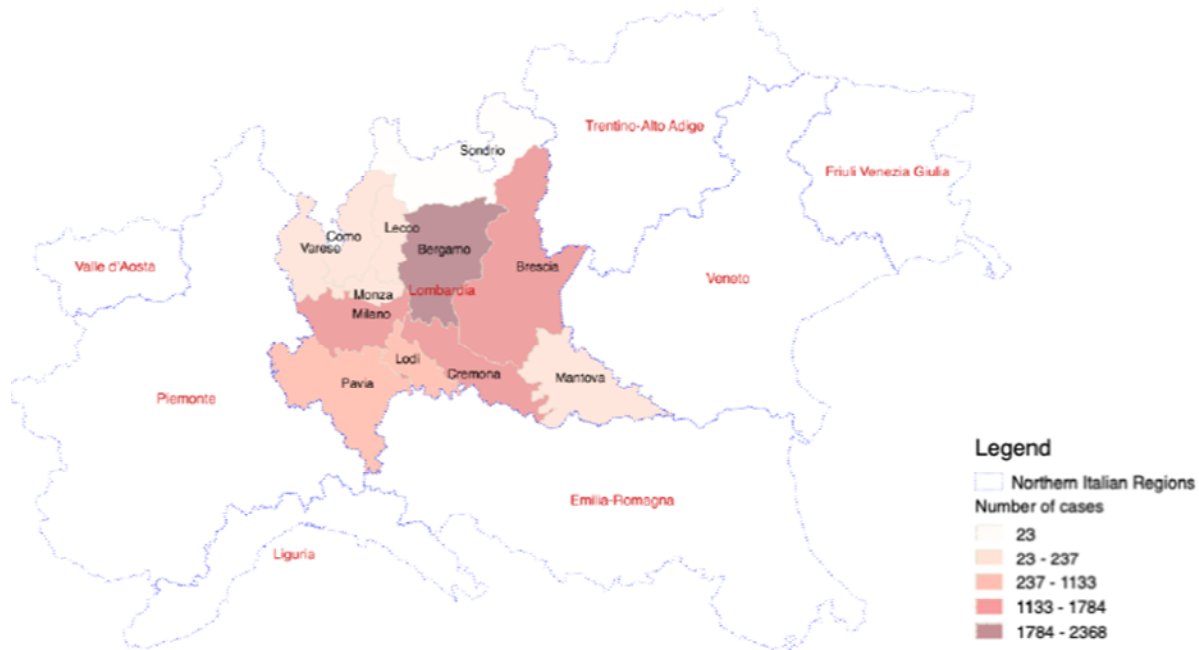 Trentino-Alto Adige
Sondrio
Friuli Venezia Giulia
Lecco
Como
Varese
Bergamo
Valle d'Aosta
Brescia
Veneto
Monza
Lombardia
Milano
Lodi
Cremona
Mantova
Pavia
Piemonte
Emilia-Romagna
Liguria
Legend
Northern Italian Regions
Number of cases
23
23 - 237
237 - 1133
1133 - 1784
1784 - 2368